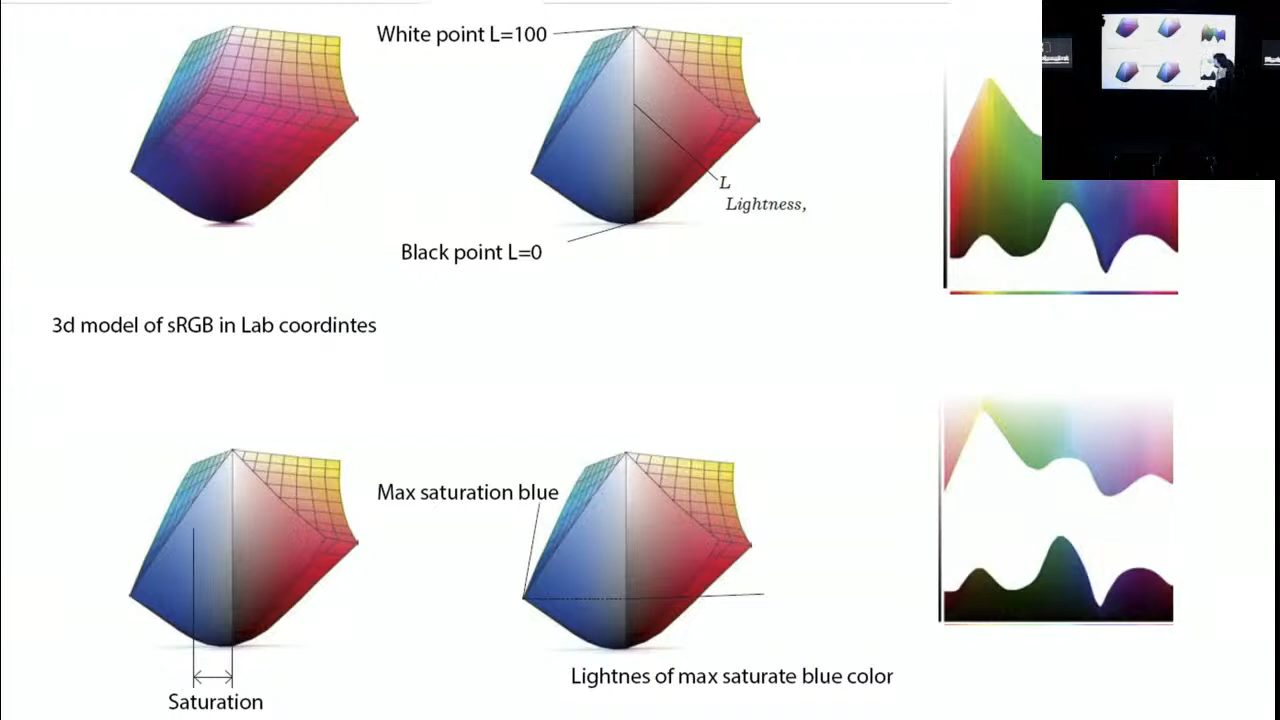 White point L=100
L
Lightness,
Black point L=0
3d model of sRGB in Lab coordintes
Max saturation blue
Lightnes of max saturate blue color
Saturation